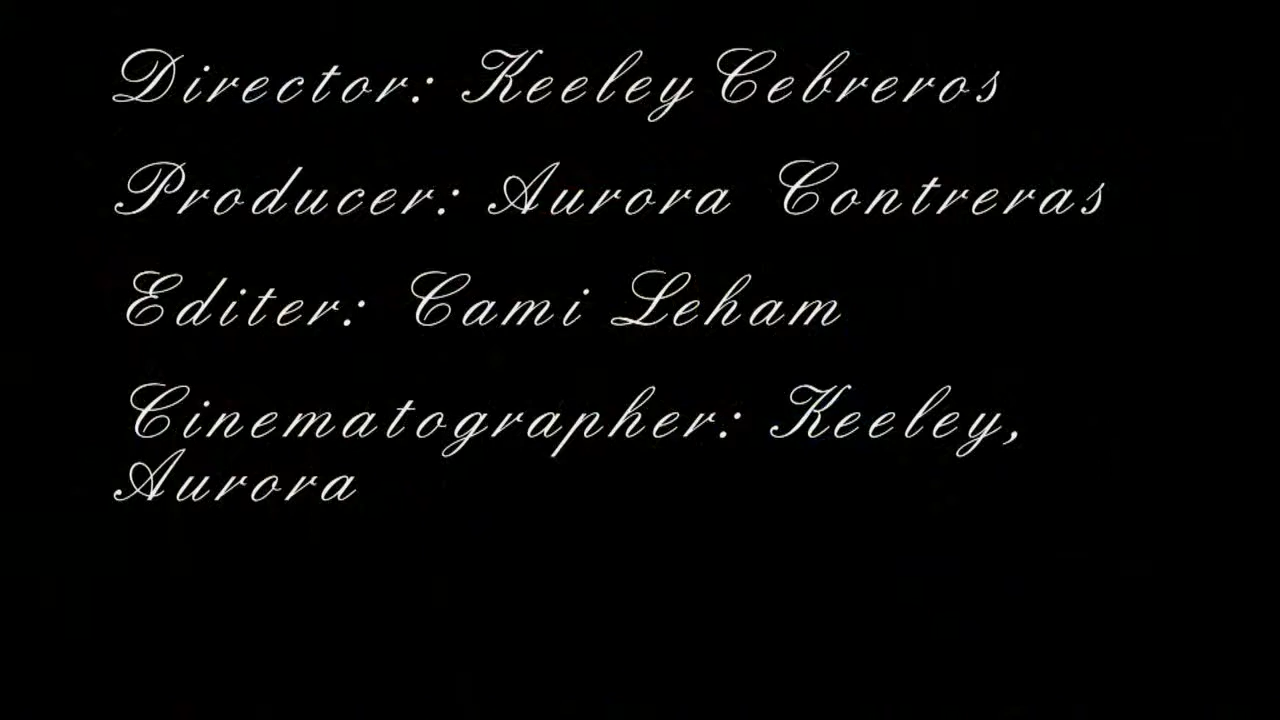 Director: Keeley Cebreros
Producer: Aurora Contreras
Editer: Cami Leham
Cinematographer: Keeley,
Aurora